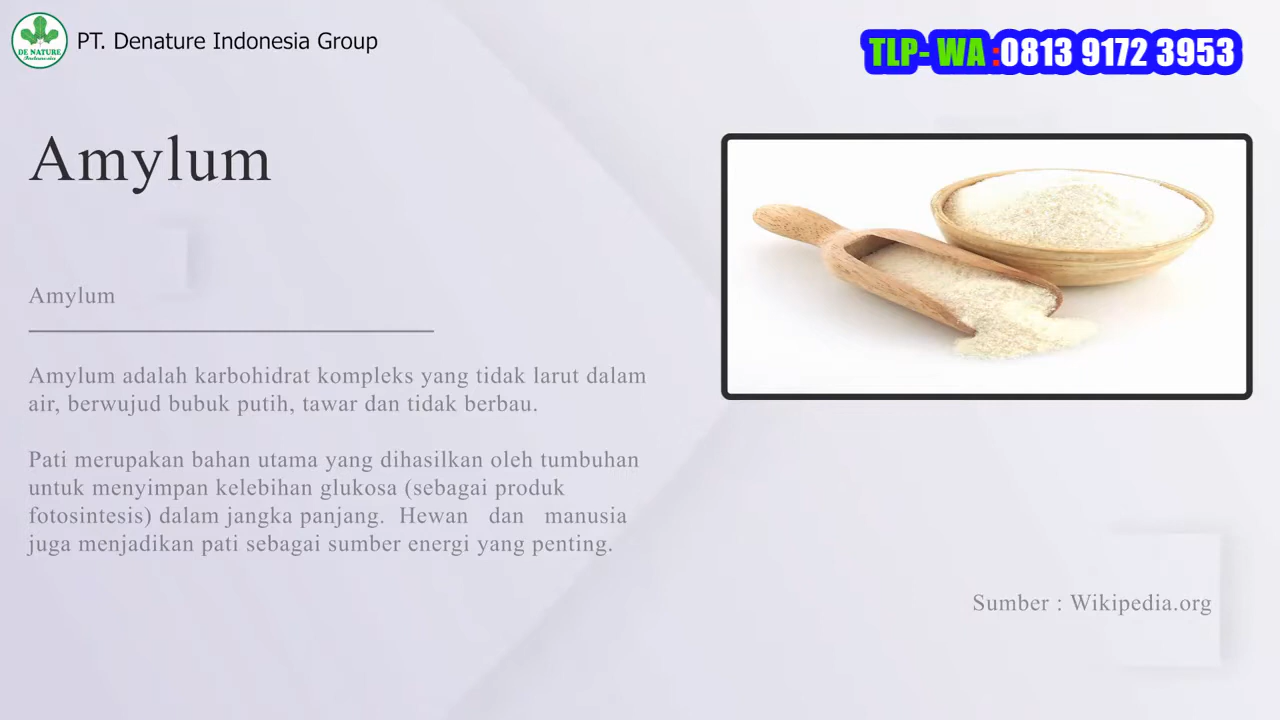 DE NATURE
Indonesia
PT. Denature Indonesia Group
TLP- WA :0813 9172 3953
Amylum
Amylum
Amylum adalah karbohidrat kompleks yang tidak larut dalam
air, berwujud bubuk putih, tawar dan tidak berbau.
Pati merupakan bahan utama yang dihasilkan oleh tumbuhan
untuk menyimpan kelebihan glukosa (sebagai produk
fotosintesis) dalam jangka panjang. Hewan dan manusia
juga menjadikan pati sebagai sumber energi yang penting.
Sumber : Wikipedia.org